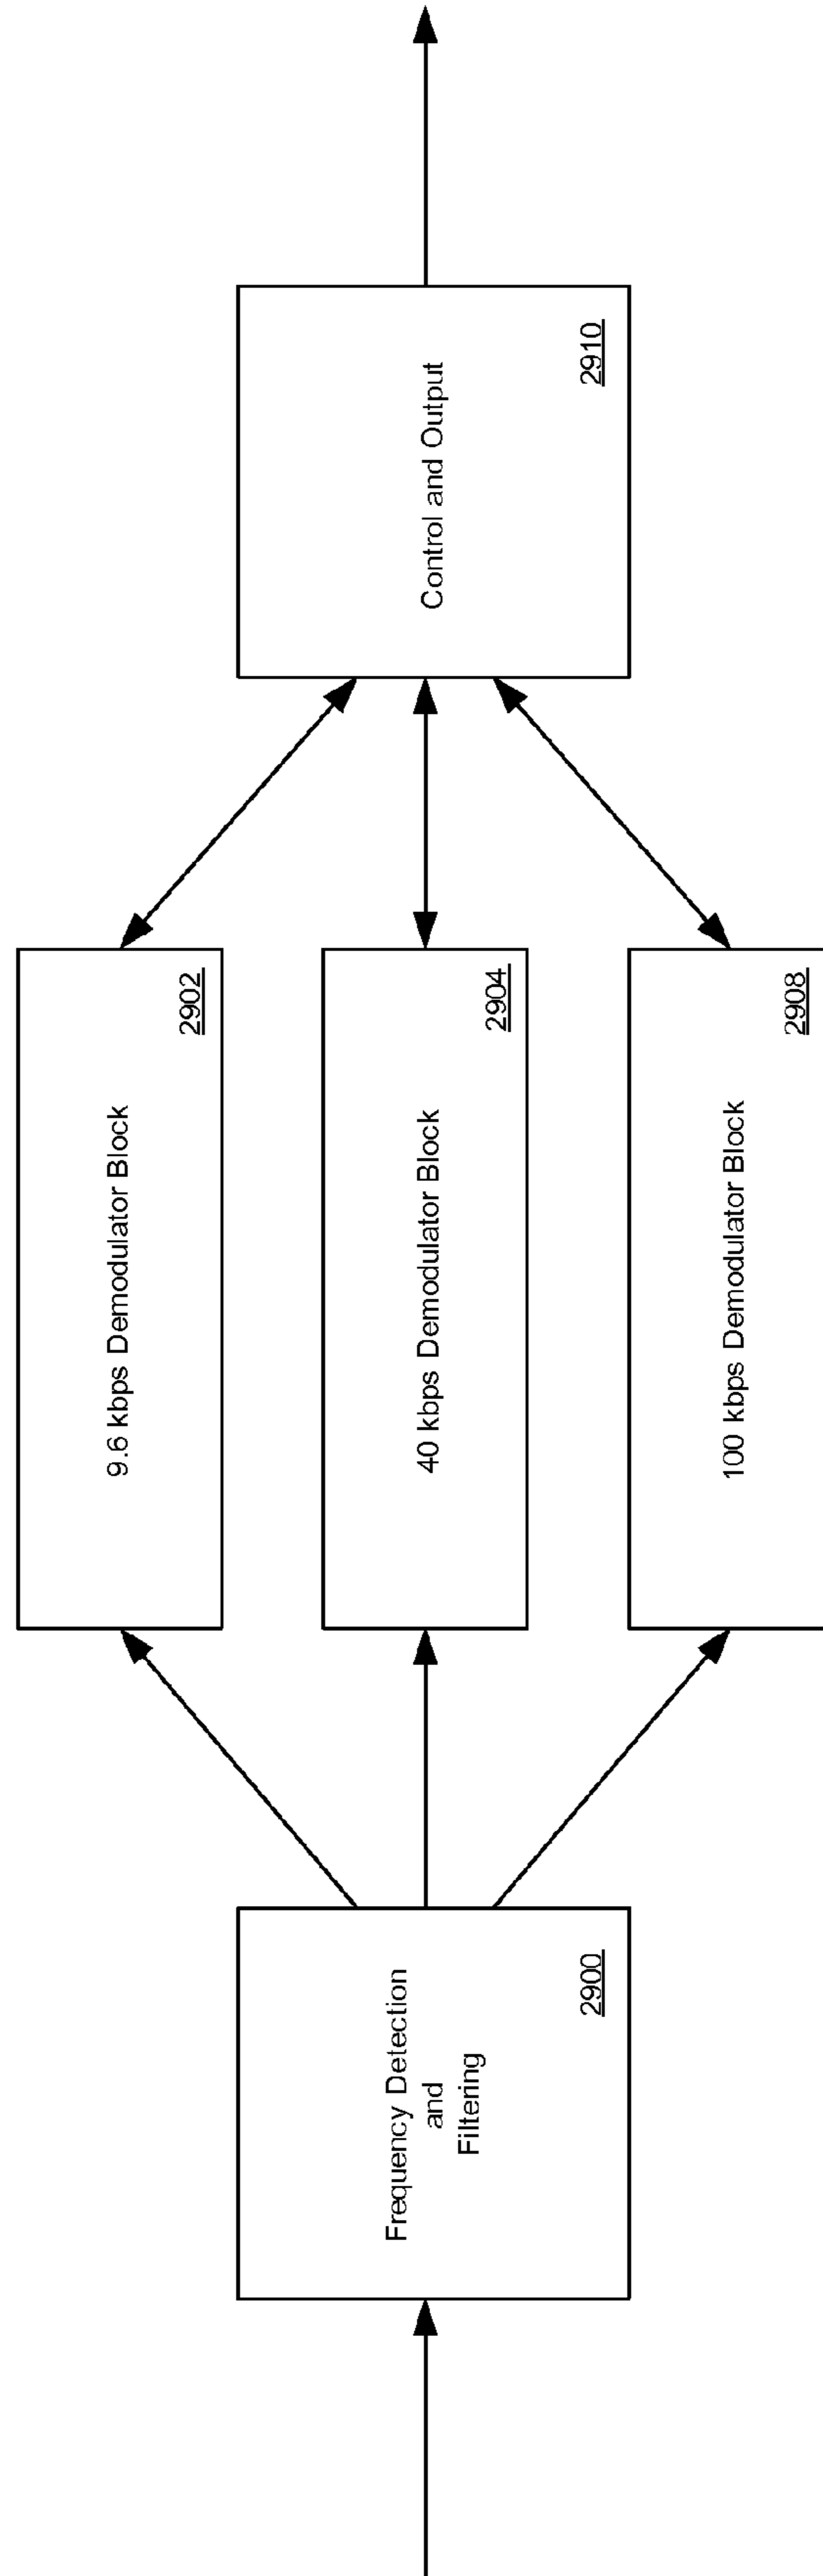 Frequency Detection
and
Filtering
2900
9.6 kbps Demodulator Block
2902
40 kbps Demodulator Block
2904
100 kbps Demodulator Block
2908
Control and Output
2910